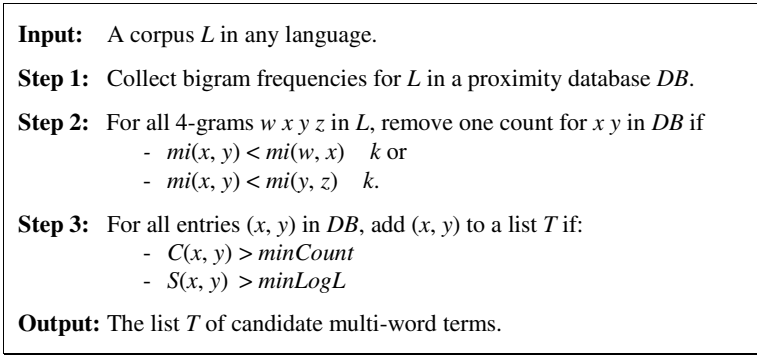 Input: A corpus L in any language.
Step 1: Collect bigram frequencies for L in a proximity database DB.
Step 2: For all 4-grams w x y z in L, remove one count for x y in DB if
- mi(x, y) < mi(w, x) k or
- mi(x, y) < mi(y, z) k.
Step 3: For all entries (x, y) in DB, add (x, y) to a list T if:
- C(x, y) > minCount
- S(x, y) > minLogL
Output: The list T of candidate multi-word terms.